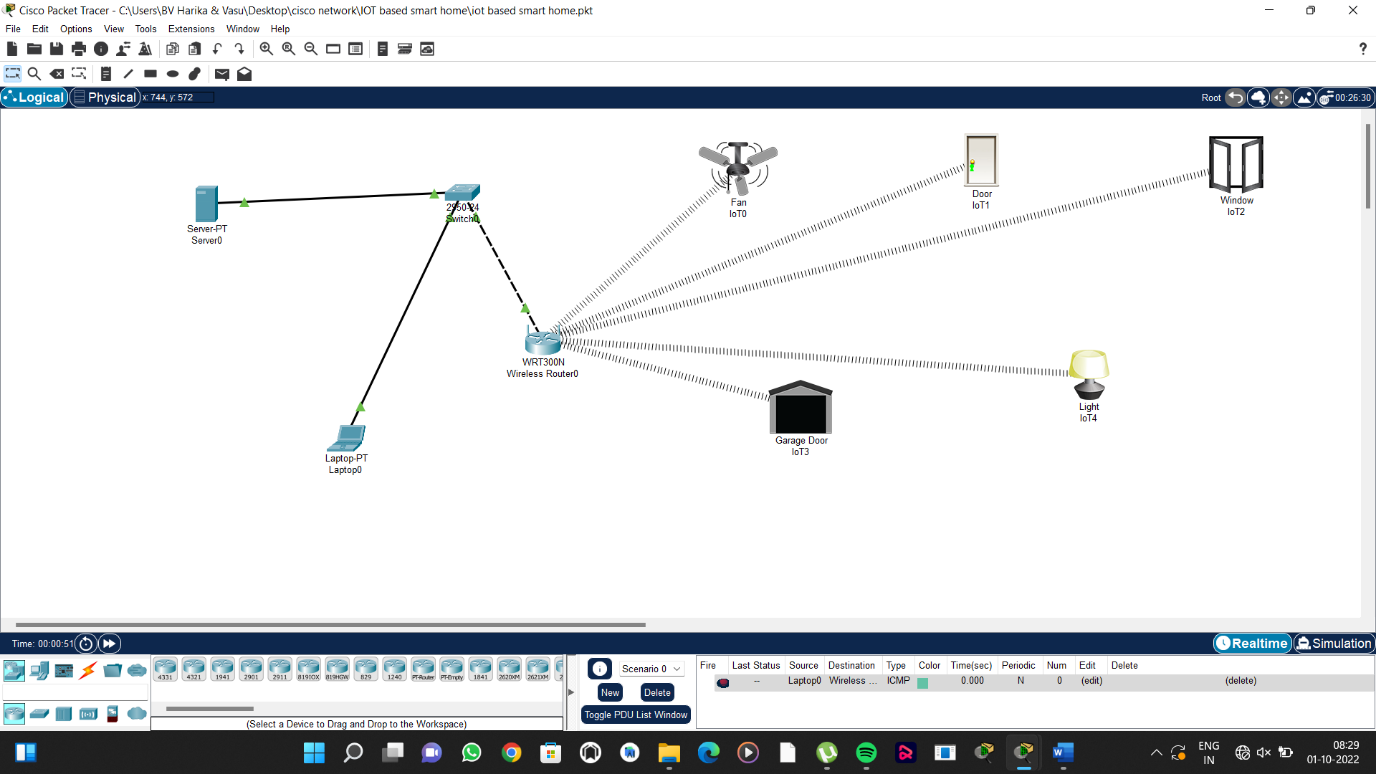 Cisco Packet Tracer - C:\Users\BV Harika & Vasu\Desktop\cisco network\IOT based smart home\iot based smart home.pkt
File Edit Options View Tools Extensions Window Help
?
Logical Physical x: 744, y: 572 Root 00:26:30
Fan
IoT0
Door
IoT1
Window
IoT2
Server-PT
Server0
2950-24
Switch0
WRT300N
Wireless Router0
Light
IoT4
Garage Door
IoT3
Laptop-PT
Laptop0
Time: 00:00:51 Realtime Simulation
4331 4321 1941 2901 2911 819IOX 819HGW 829 1240 PT-Router PT-Empty 1841 2620XM 2621XM
(Select a Device to Drag and Drop to the Workspace)
Scenario 0
New Delete
Toggle PDU List Window
Fire Last Status Source Destination Type Color Time(sec) Periodic Num Edit Delete
-- Laptop0 Wireless ... ICMP 0.000 N 0 (edit) (delete)
ENG
IN
08:29
01-10-2022